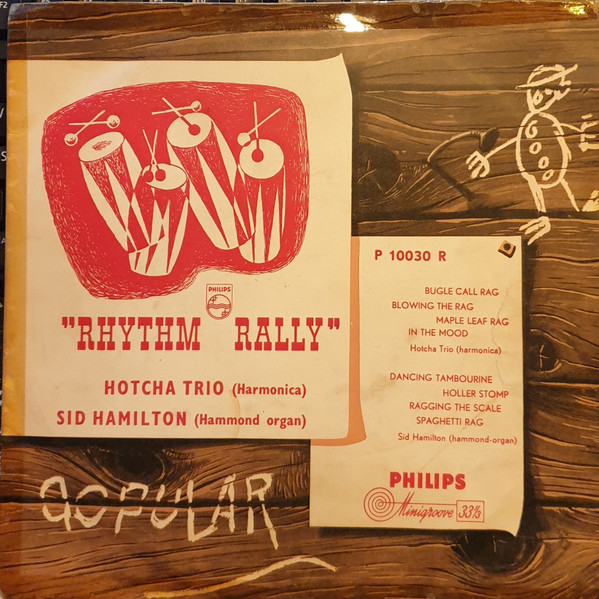 PHILIPS
"RHYTHM RALLY"
HOTCHA TRIO (Harmonica)
SID HAMILTON (Hammond organ)
P 10030 R
BUGLE CALL RAG
BLOWING THE RAG
MAPLE LEAF RAG
IN THE MOOD
Hotcha Trio (harmonica)
DANCING TAMBOURINE
HOLLER STOMP
RAGGING THE SCALE
SPAGHETTI RAG
Sid Hamilton (hammond-organ)
PHILIPS
Minigroove 33⅓
POPULAR